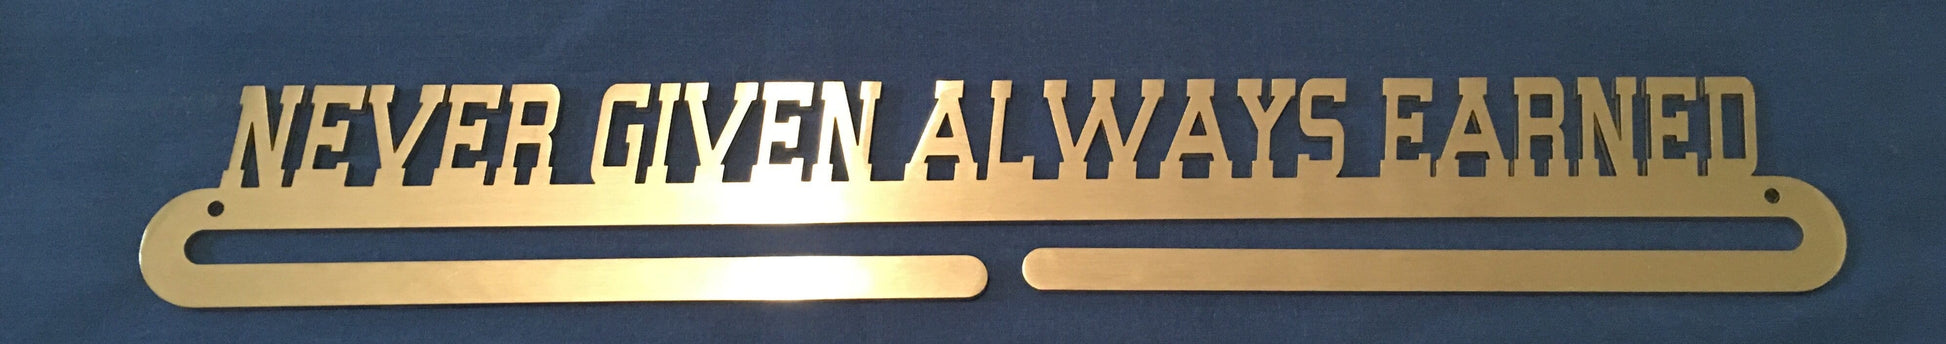 NEVER GIVEN ALWAYS EARNED